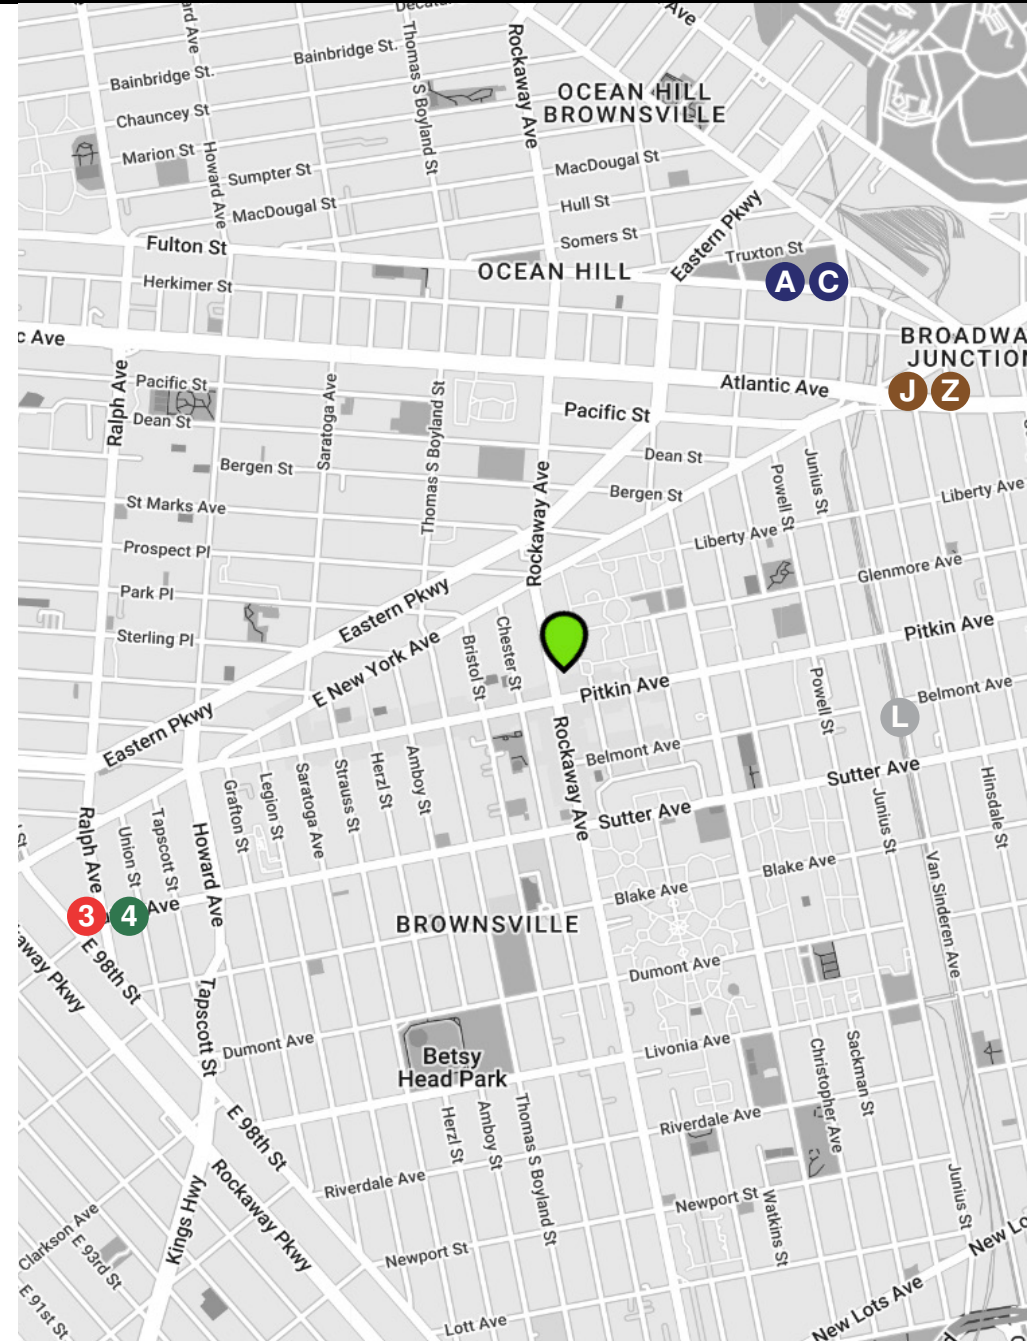 Ave
Decatu
ard Ave
Thomas S Boyland St
Rockaway Ave
Bainbridge St.
Bainbridge St.
OCEAN HILL
BROWNSVILLE
Chauncey St
Marion St
Howard Ave
Sumpter St
MacDougal St
MacDougal St
Hull St
Somers St
Eastern Pkwy
Truxton St
Fulton St
OCEAN HILL
A C
Herkimer St
c Ave
BROADWA
JUNCTION
Ralph Ave
Pacific St
Saratoga Ave
Thomas S Boyland St
Atlantic Ave
J Z
Pacific St
Dean St
Dean St
Bergen St
Rockaway Ave
Bergen St
Powell St
Junius St
Liberty Ave
St Marks Ave
Liberty Ave
Prospect Pl
Glenmore Ave
Park Pl
Eastern Pkwy
Sterling Pl
E New York Ave
Bristol St
Chester St
Pitkin Ave
Pitkin Ave
Powell St
Belmont Ave
L
Eastern Pkwy
Rockaway Ave
Belmont Ave
Sutter Ave
Grafton St
Legion St
Saratoga Ave
Strauss St
Herzl St
Amboy St
Sutter Ave
Junius St
Hinsdale St
l St
Ralph Ave
Union St
Tapscott St
Howard Ave
Blake Ave
Blake Ave
Van Sinderen Ave
3 4
Ave
BROWNSVILLE
away Pkwy
E 98th St
Tapscott St
Dumont Ave
Dumont Ave
Betsy
Head Park
Livonia Ave
Christopher Ave
Sackman St
Herzl St
Amboy St
Thomas S Boyland St
E 98th St
Riverdale Ave
Riverdale Ave
Rockaway Pkwy
Kings Hwy
Newport St
Watkins St
Junius St
Clarkson Ave
E 93rd St
Newport St
New Lo
E 91st St
Lott Ave
New Lots Ave